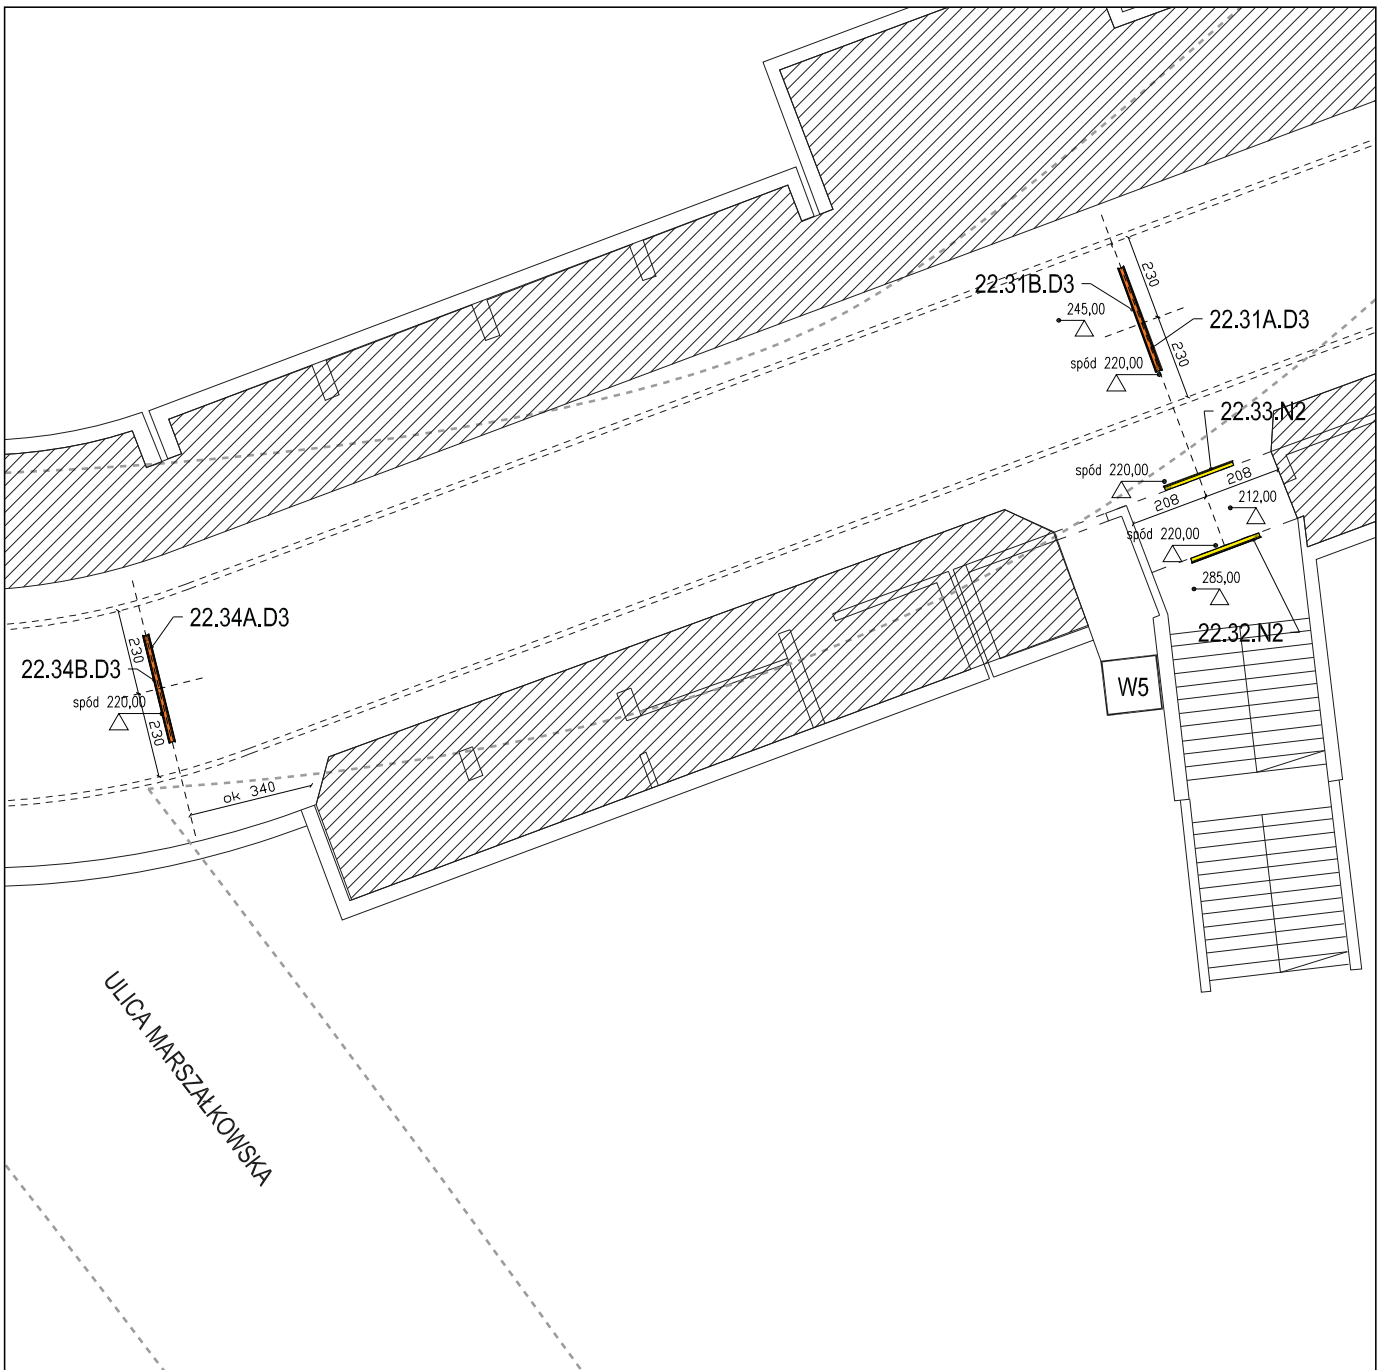 22.31B.D3
230
245,00
22.31A.D3
230
spód 220,00
22.33.N2
spód 220,00
208
208
212,00
spód 220,00
285,00
22.32.N2
22.34A.D3
230
22.34B.D3
spód 220,00
230
W5
ok 340
ULICA MARSZAŁKOWSKA